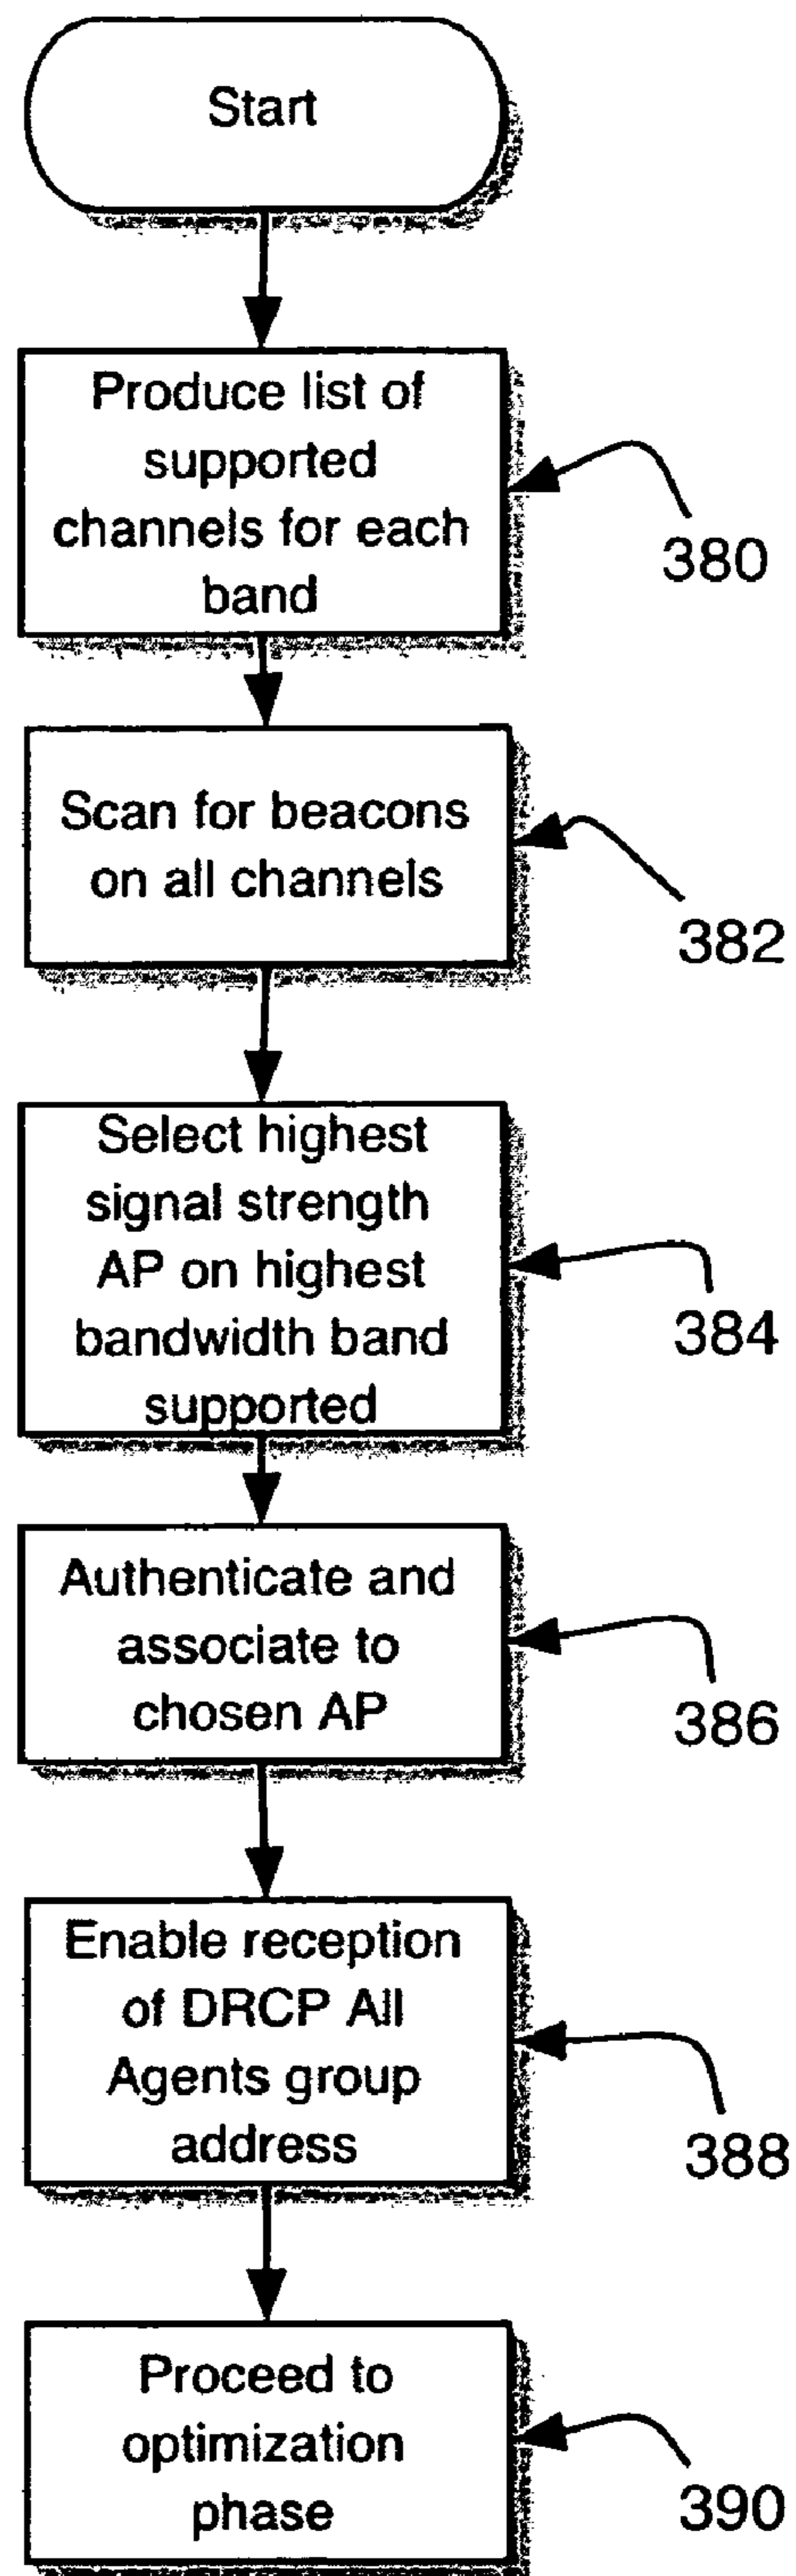 Start
Produce list of
supported
channels for each
band
380
Scan for beacons
on all channels
382
Select highest
signal strength
AP on highest
bandwidth band
supported
384
Authenticate and
associate to
chosen AP
386
Enable reception
of DRCP All
Agents group
address
388
Proceed to
optimization
phase
390